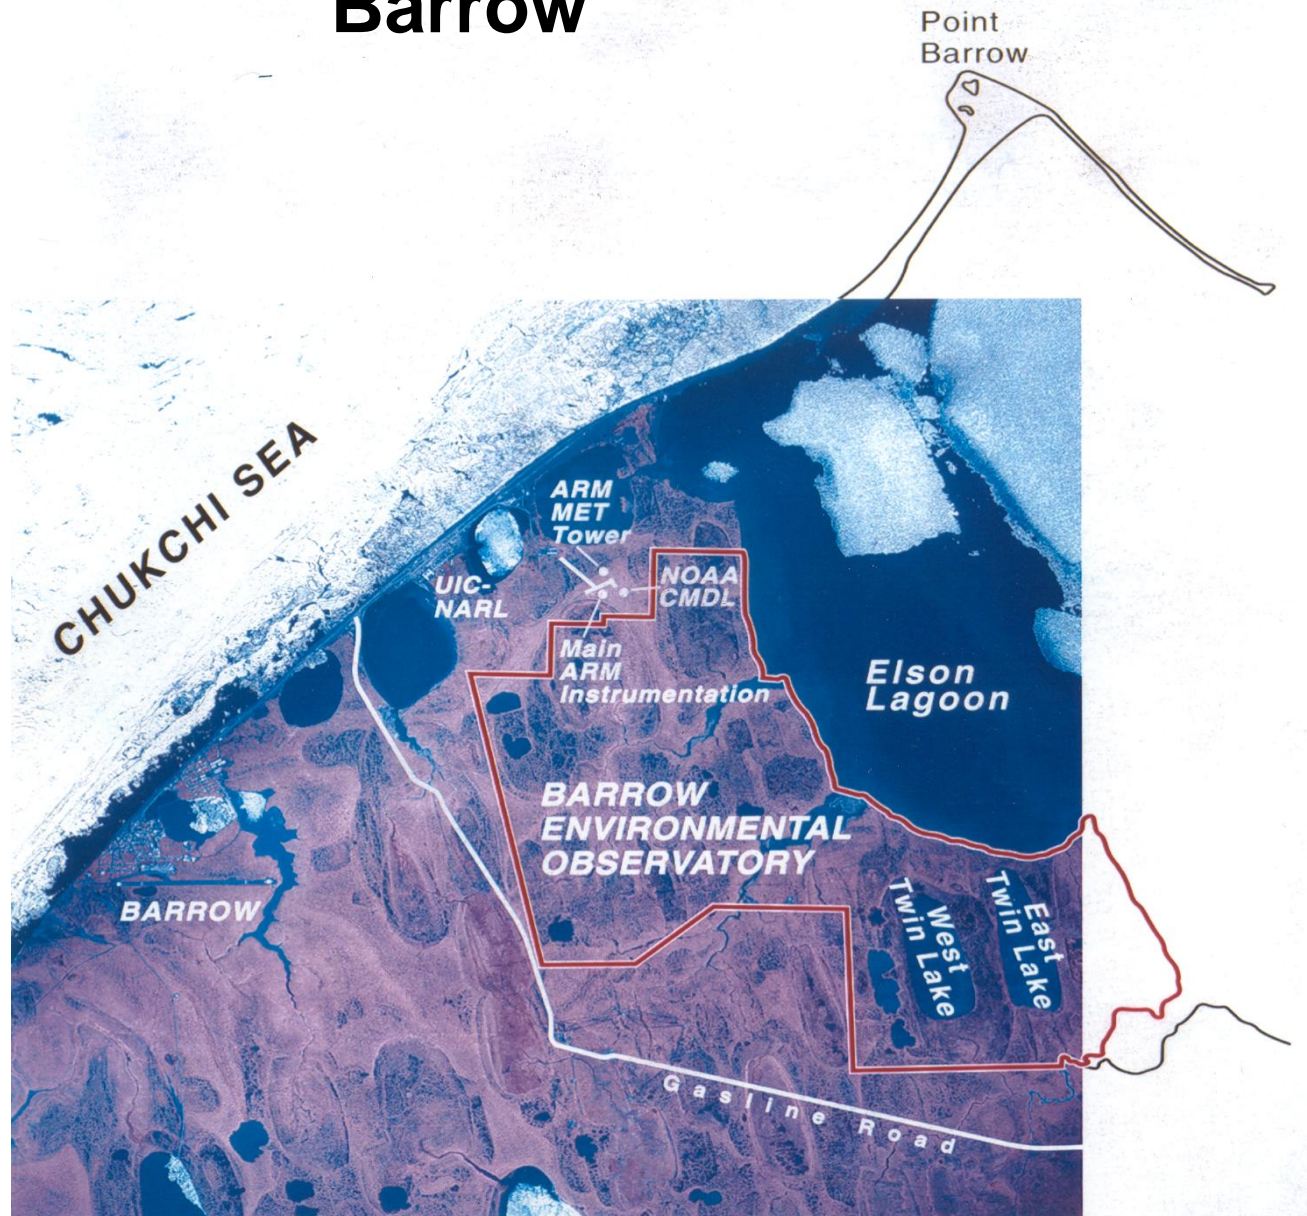 Barrow
Point
Barrow
CHUKCHI SEA
ARM
MET
Tower
UIC-
NARL
NOAA
CMDL
Main
ARM
Instrumentation
Elson
Lagoon
BARROW
ENVIRONMENTAL
OBSERVATORY
BARROW
West
Twin Lake
East
Twin Lake
Gasline Road